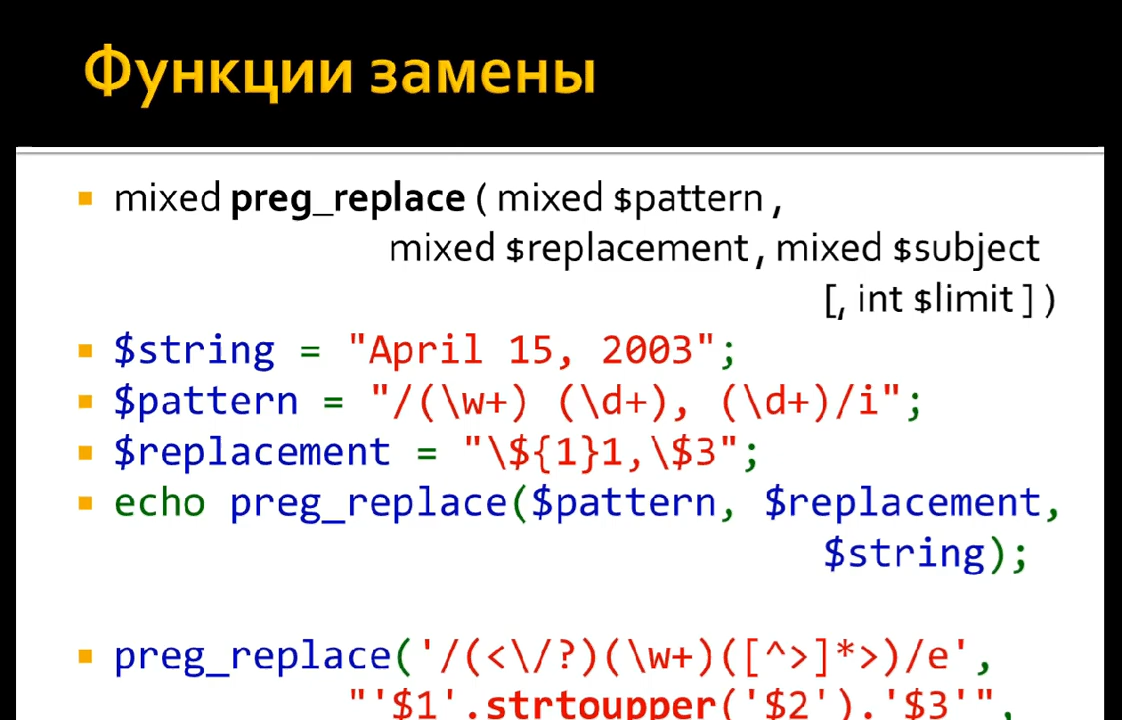 Функции замены
mixed preg_replace ( mixed $pattern ,
mixed $replacement , mixed $subject
[, int $limit ] )
$string = "April 15, 2003";
$pattern = "/(\w+) (\d+), (\d+)/i";
$replacement = "\${1}1,\$3";
echo preg_replace($pattern, $replacement,
$string);
preg_replace('/(<\/?)(\w+)([^>]*>)/e',
"'$1'.strtoupper('$2').'$3'",